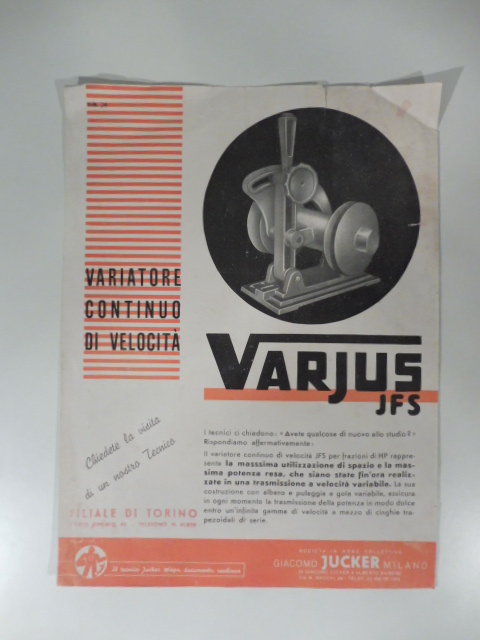 VARIATORE
CONTINUO
DI VELOCITÀ
VARJUS
JFS
I tecnici ci chiedono: «Avete qualcosa di nuovo allo studio?»
Rispondiamo affermativamente:
Il variatore continuo di velocità JFS per frazioni di HP rappre-
senta la masssima utilizzazione di spazio e la mas-
sima potenza resa, che siano state fin'ora realiz-
zate in una trasmissione a velocità variabile. La sua
costruzione con albero e puleggia a gola variabile, assicura
in ogni momento la trasmissione della potenza in modo dolce
entro un'infinita gamma di velocità a mezzo di cinghie tra-
pezoidali di serie.
Chiedete la visita
di un nostro Tecnico
FILIALE DI TORINO
SOCIETÀ IN NOME COLLETTIVO
GIACOMO JUCKER MILANO